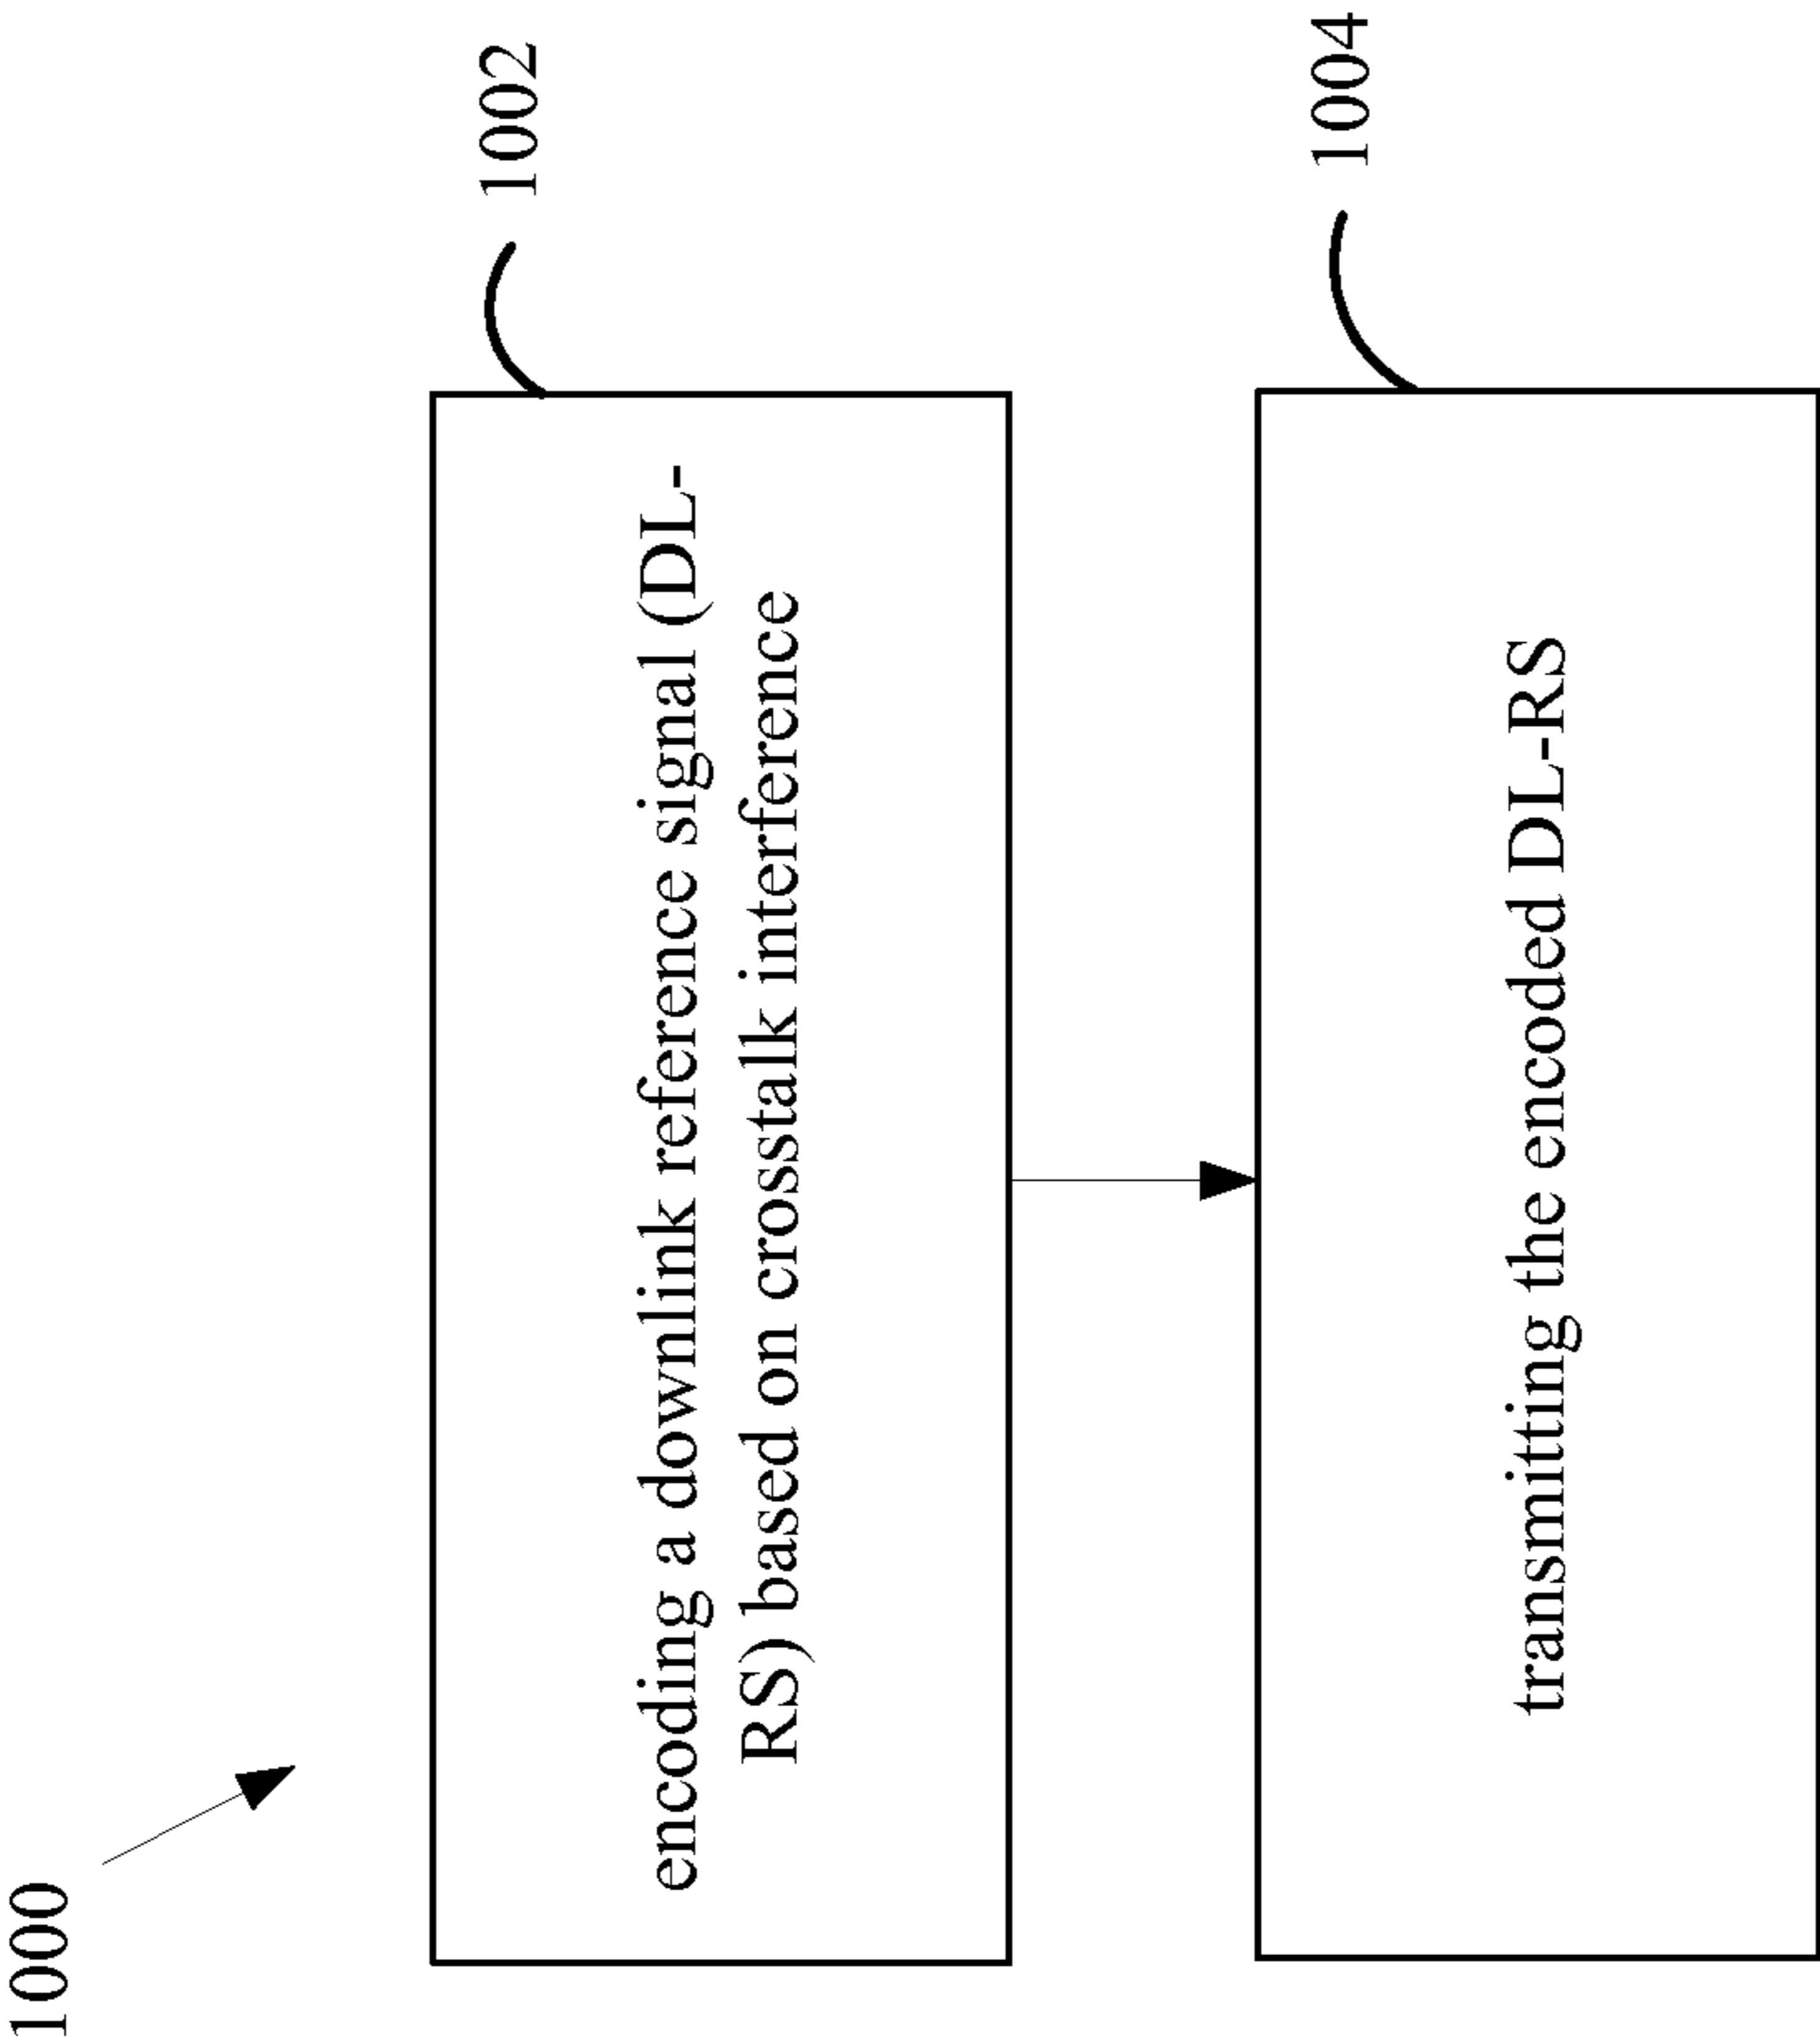 1000
1002
encoding a downlink reference signal (DL-
RS) based on crosstalk interference
1004
transmitting the encoded DL-RS